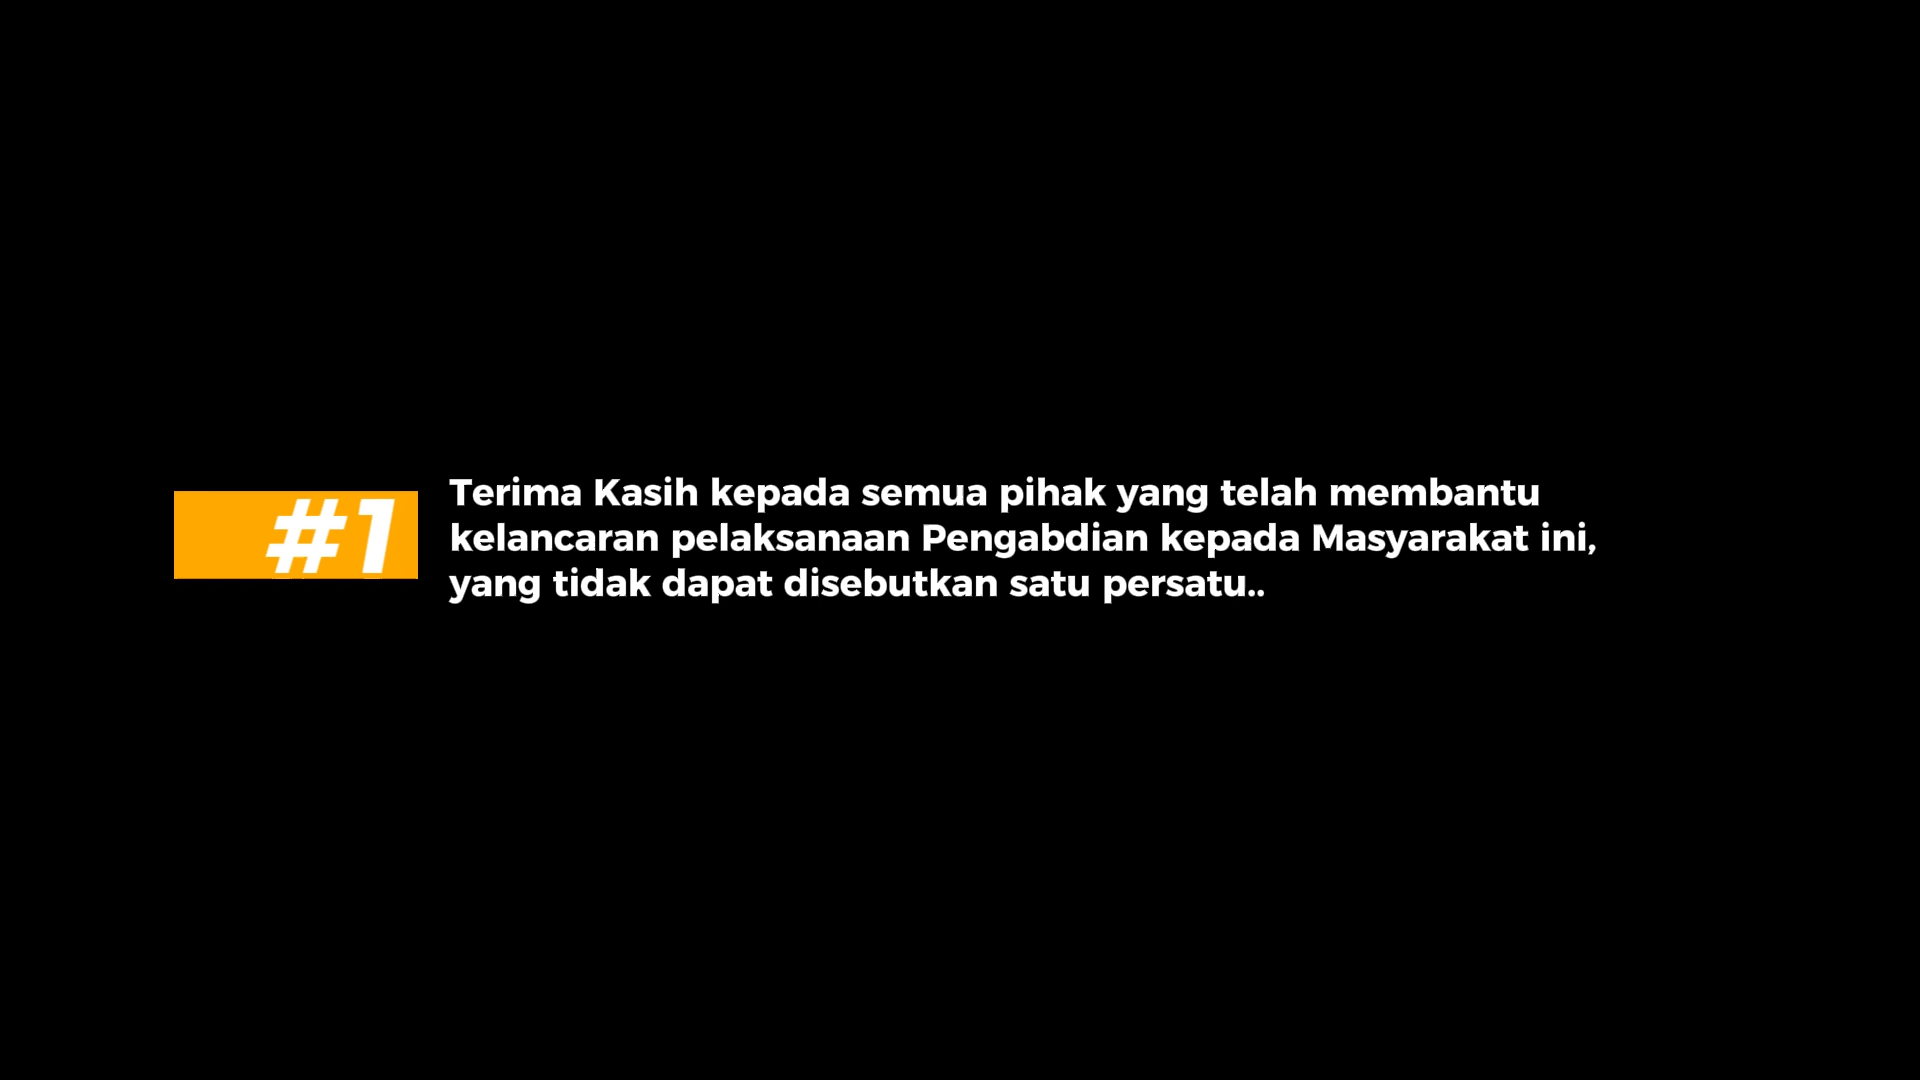 #1
Terima Kasih kepada semua pihak yang telah membantu
kelancaran pelaksanaan Pengabdian kepada Masyarakat ini,
yang tidak dapat disebutkan satu persatu..